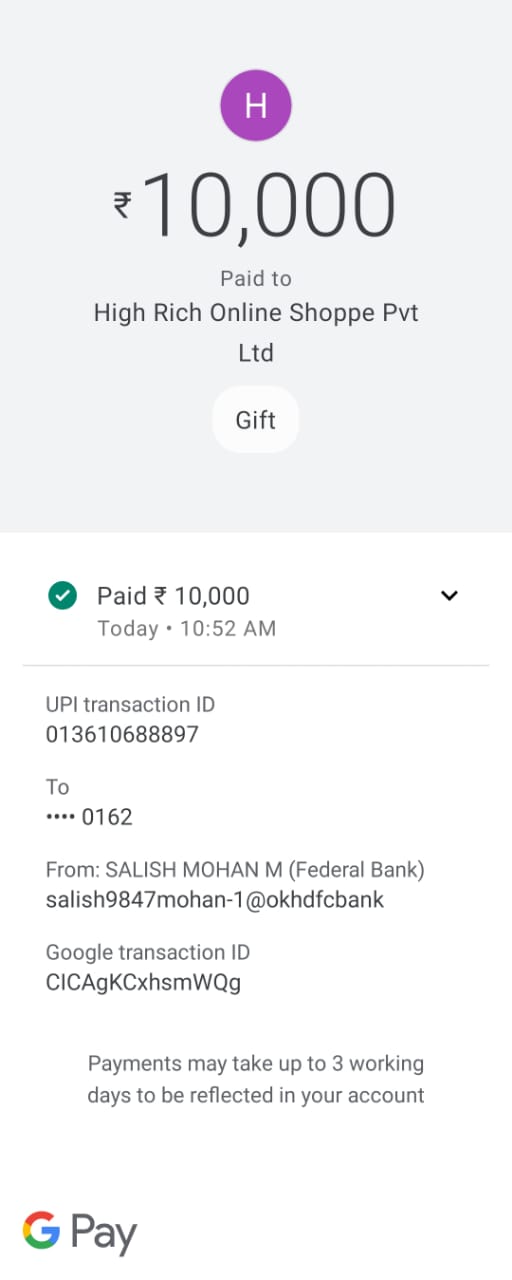 H
₹10,000
Paid to
High Rich Online Shoppe Pvt
Ltd
Gift
Paid ₹ 10,000
Today • 10:52 AM
UPI transaction ID
013610688897
To
•••• 0162
From: SALISH MOHAN M (Federal Bank)
salish9847mohan-1@okhdfcbank
Google transaction ID
CICAgKCxhsmWQg
Payments may take up to 3 working
days to be reflected in your account
G Pay